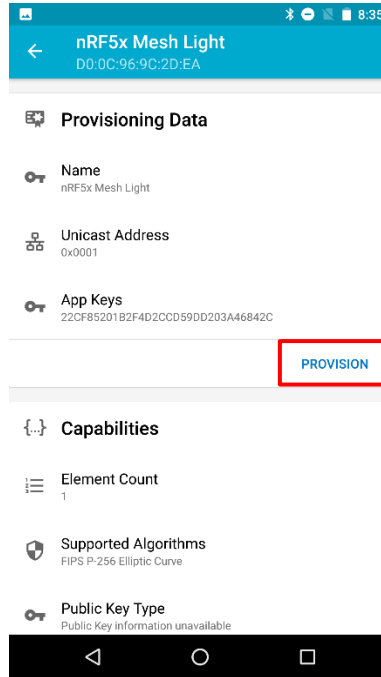 8:35
nRF5x Mesh Light
D0:0C:96:9C:2D:EA
Provisioning Data
Name
nRF5x Mesh Light
Unicast Address
0x0001
App Keys
22CF85201B2F4D2CCD59DD203A46842C
PROVISION
{...} Capabilities
Element Count
1
Supported Algorithms
FIPS P-256 Elliptic Curve
Public Key Type
Public Key information unavailable